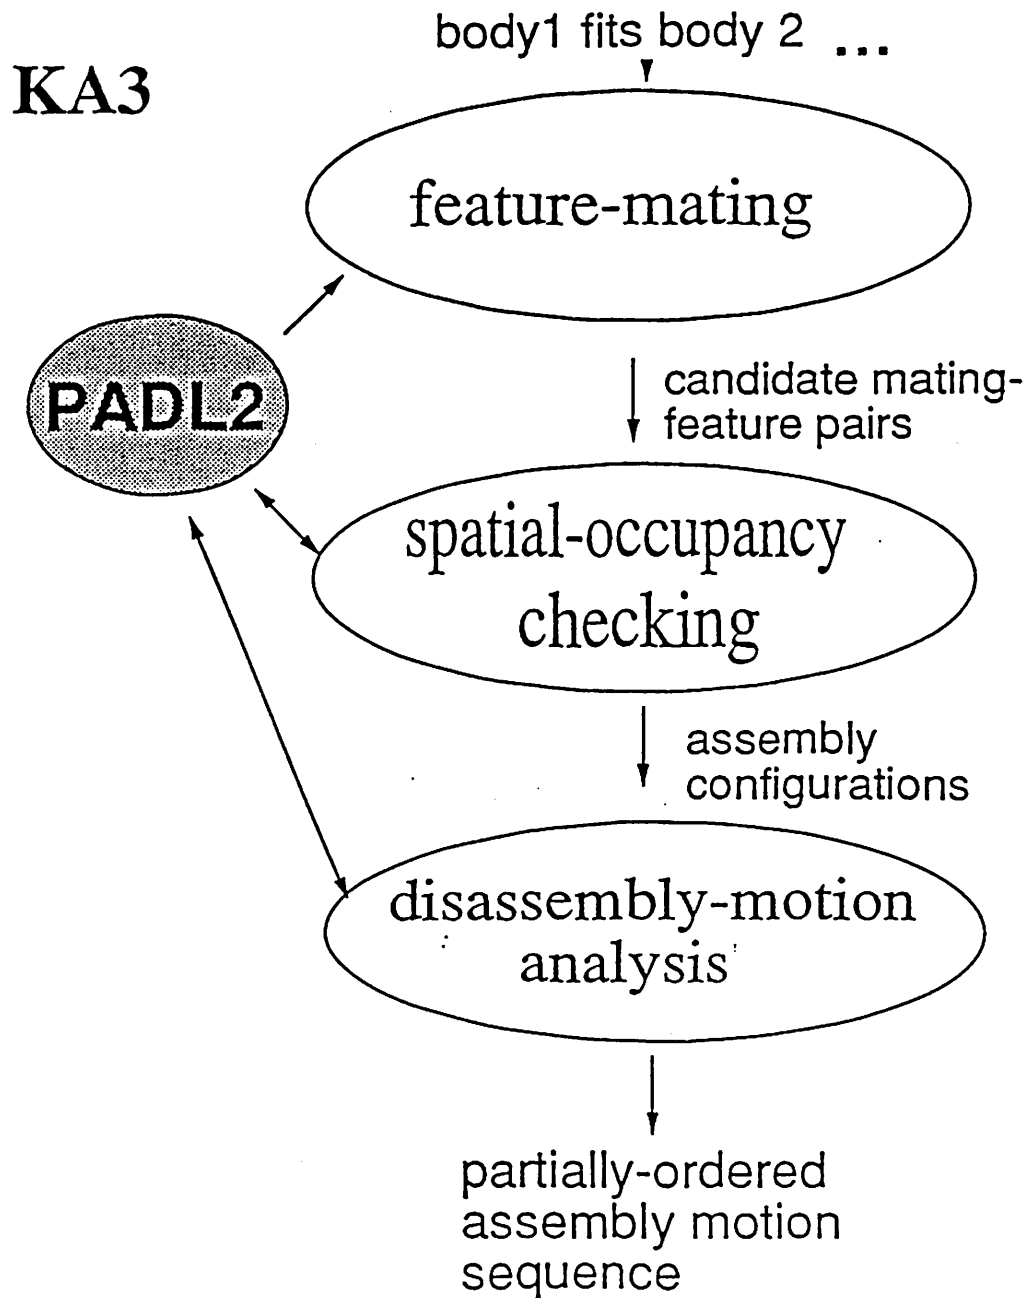 body1 fits body 2 ...
KA3
feature-mating
PADL2
candidate mating-
feature pairs
spatial-occupancy
checking
assembly
configurations
disassembly-motion
analysis
partially-ordered
assembly motion
sequence